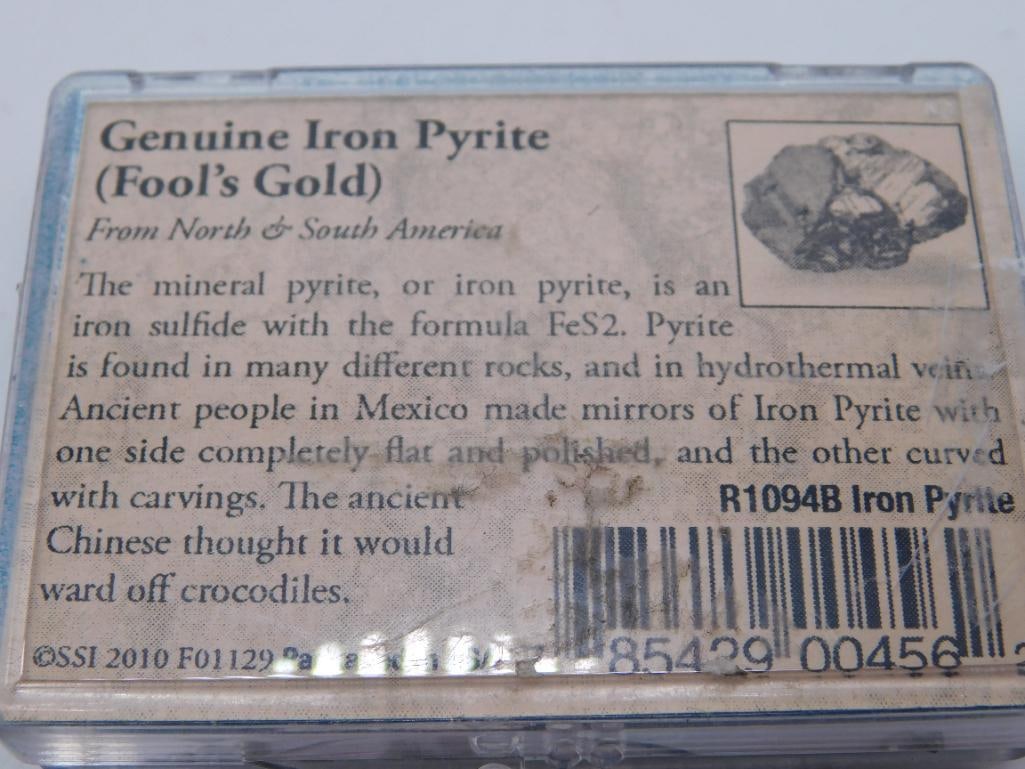 Genuine Iron Pyrite
(Fool's Gold)
From North & South America
The mineral pyrite, or iron pyrite, is an
iron sulfide with the formula FeS2. Pyrite
is found in many different rocks, and in hydrothermal veins.
Ancient people in Mexico made mirrors of Iron Pyrite with
one side completely flat and polished, and the other curved
with carvings. The ancient
Chinese thought it would
ward off crocodiles.
R1094B Iron Pyrite
©SSI 2010 F01129
85429 00456